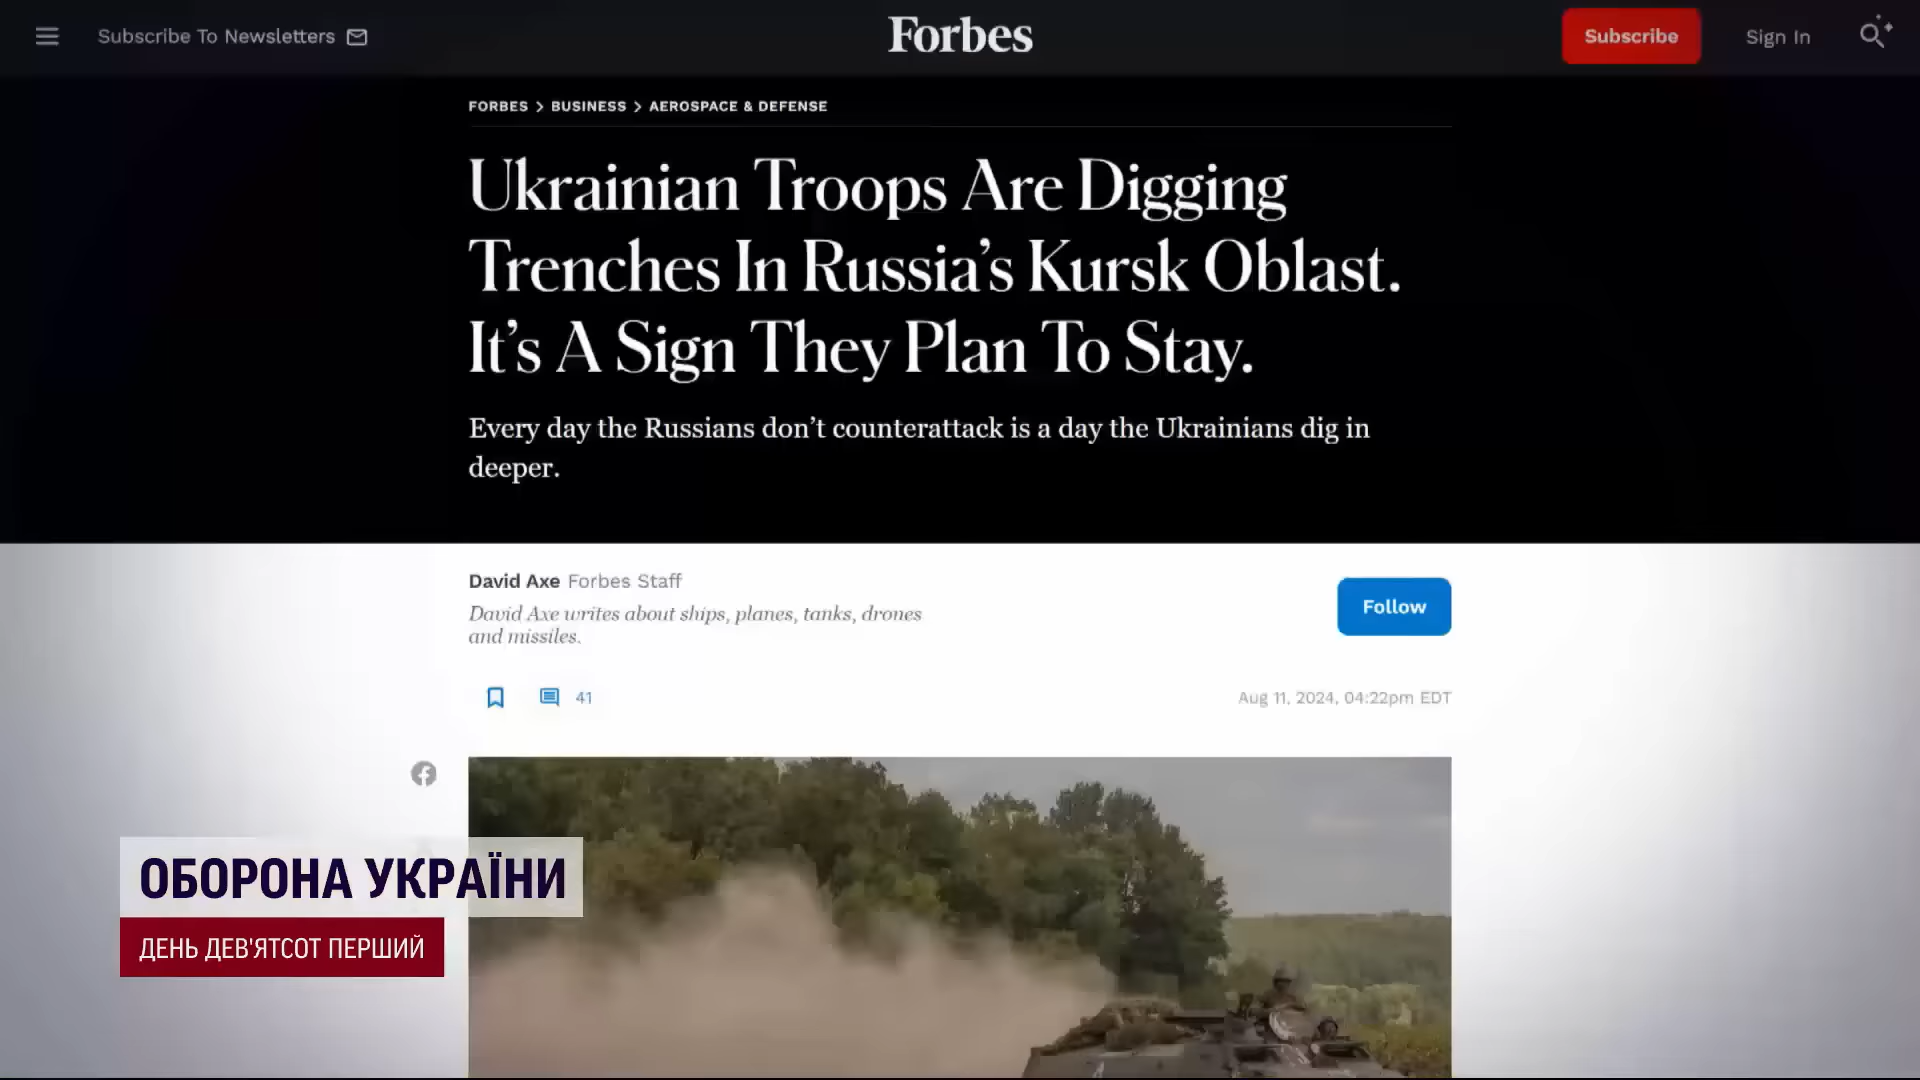 Subscribe To Newsletters
Forbes
Subscribe
Sign In
FORBES > BUSINESS > AEROSPACE & DEFENSE
Ukrainian Troops Are Digging
Trenches In Russia’s Kursk Oblast.
It’s A Sign They Plan To Stay.
Every day the Russians don’t counterattack is a day the Ukrainians dig in
deeper.
David Axe Forbes Staff
David Axe writes about ships, planes, tanks, drones
and missiles.
Follow
41
Aug 11, 2024, 04:22pm EDT
ОБОРОНА УКРАЇНИ
ДЕНЬ ДЕВ'ЯТСОТ ПЕРШИЙ